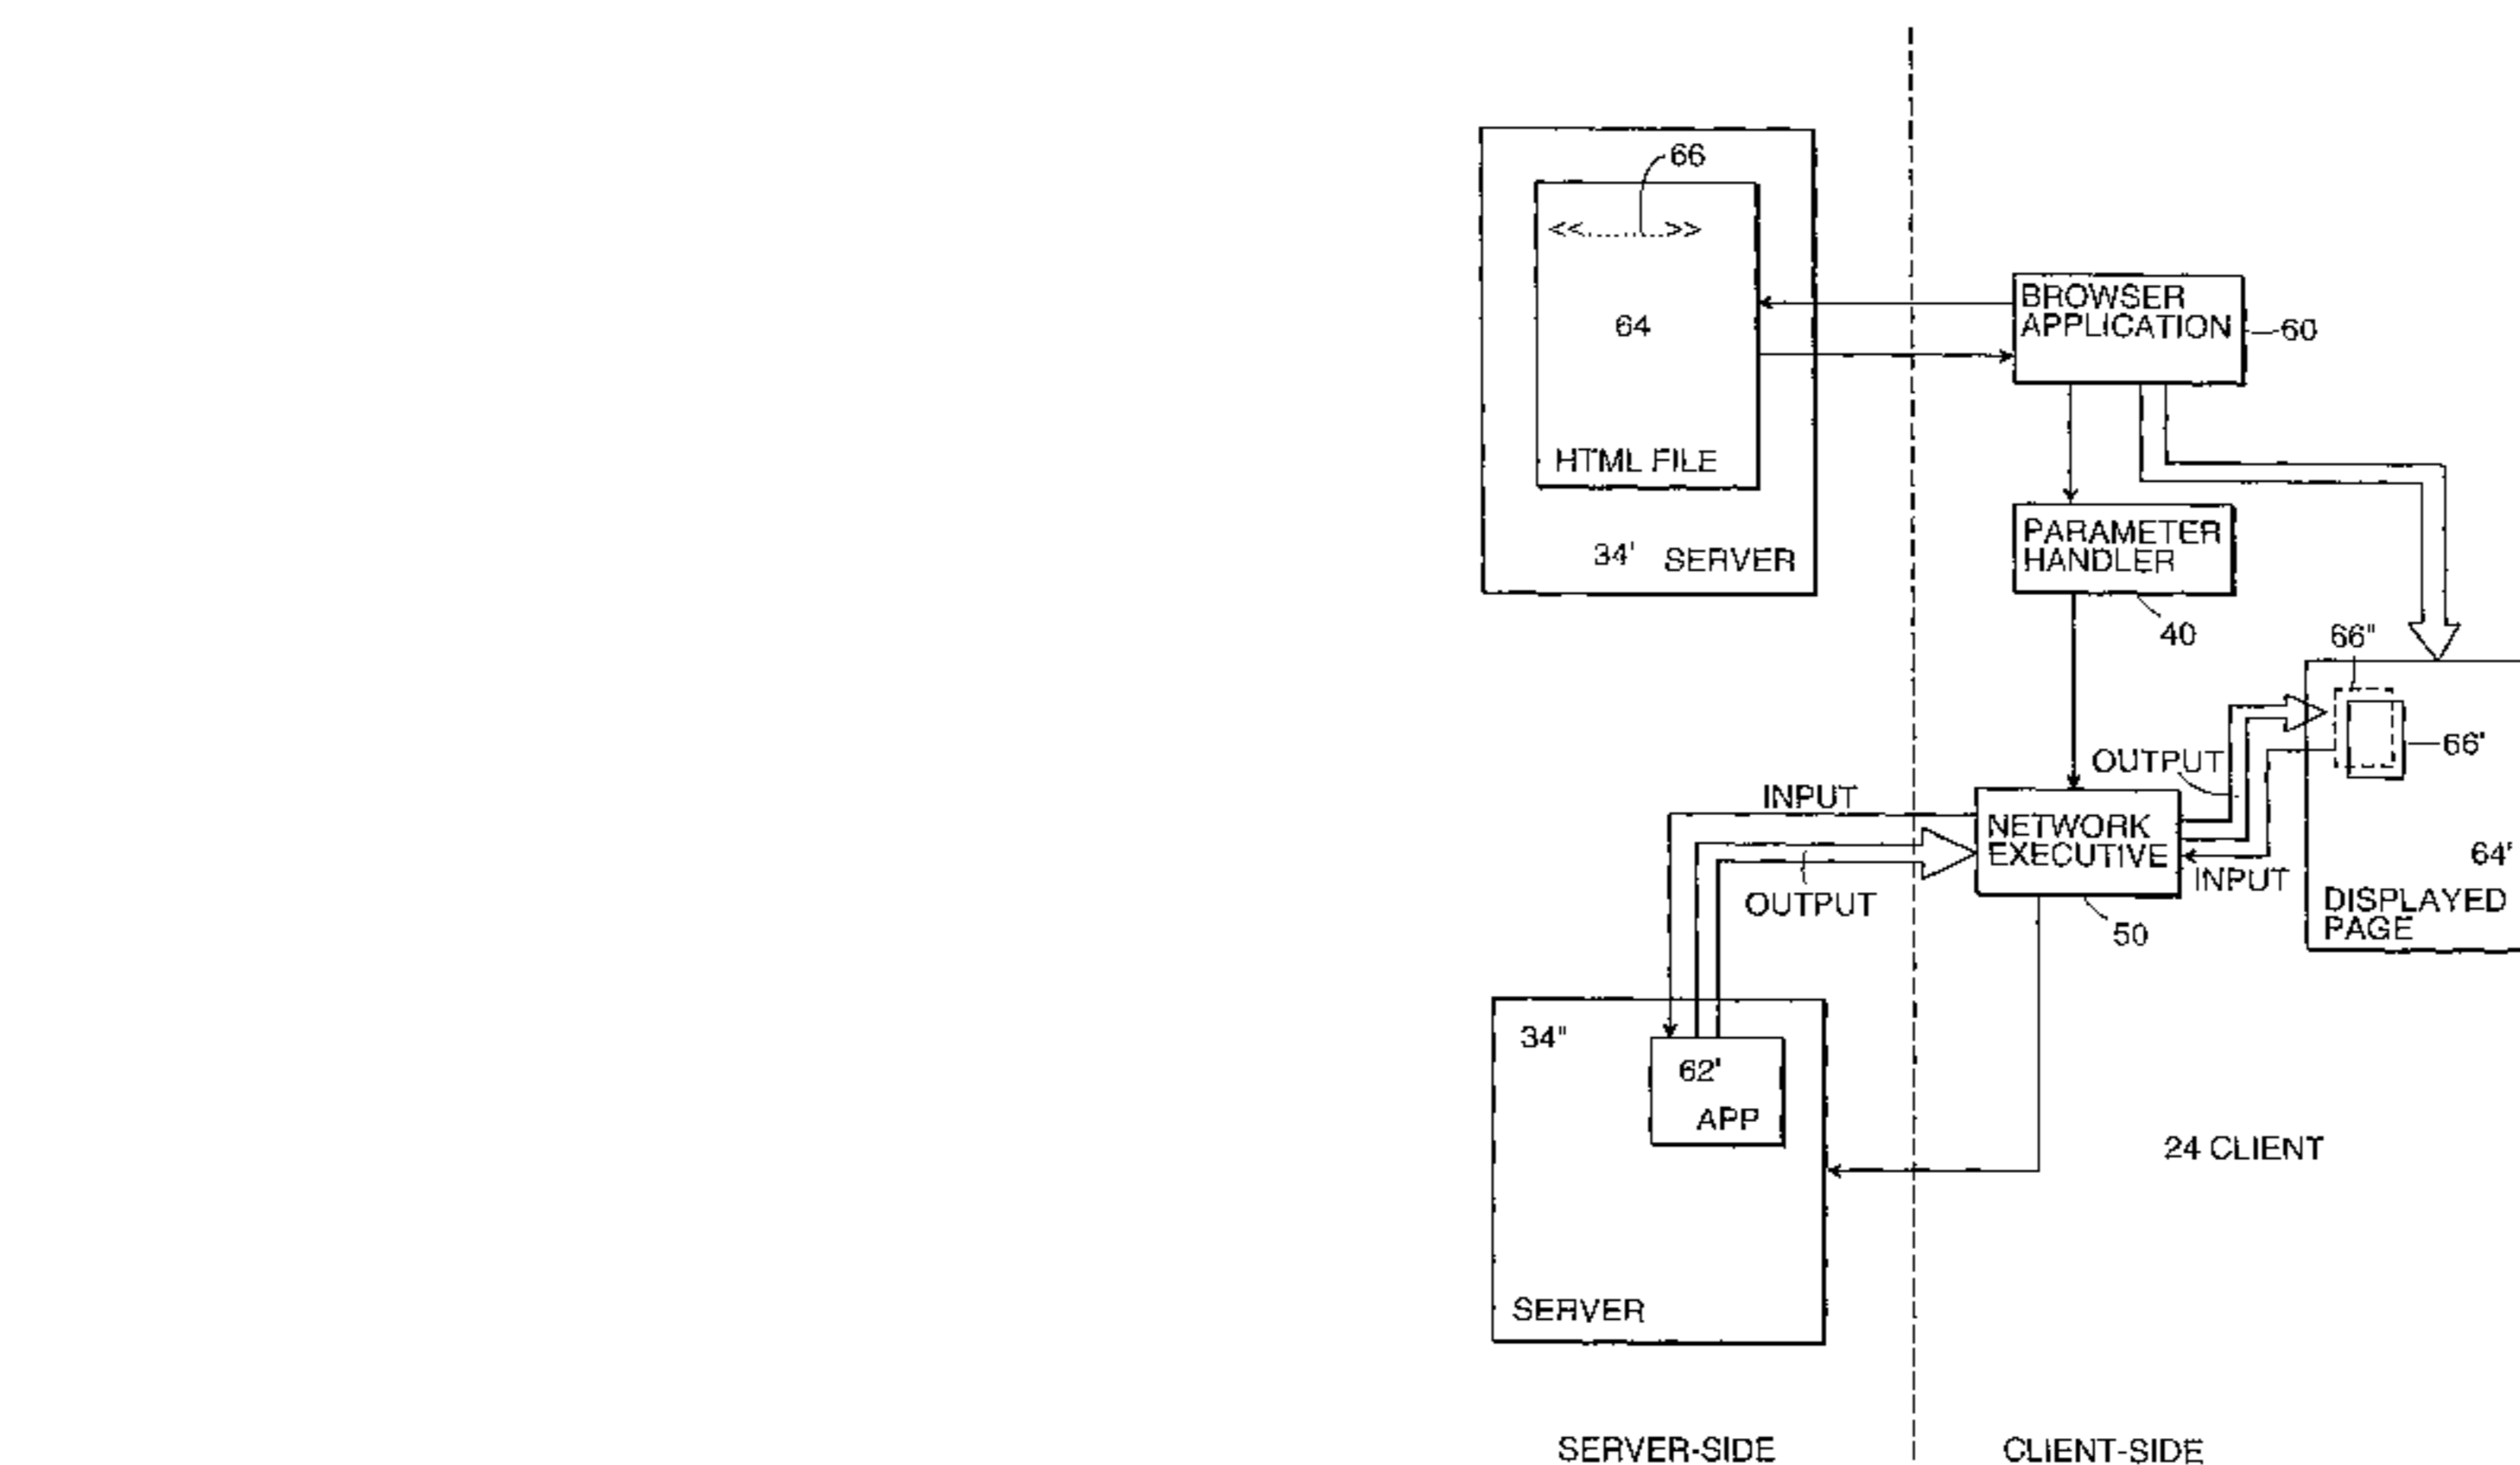 66
<<..........>>
64
HTML FILE
34' SERVER
BROWSER
APPLICATION
60
PARAMETER
HANDLER
40
66"
66'
OUTPUT
INPUT
NETWORK
EXECUTIVE
INPUT
OUTPUT
50
64'
DISPLAYED
PAGE
34"
62'
APP
SERVER
24 CLIENT
SERVER-SIDE
CLIENT-SIDE